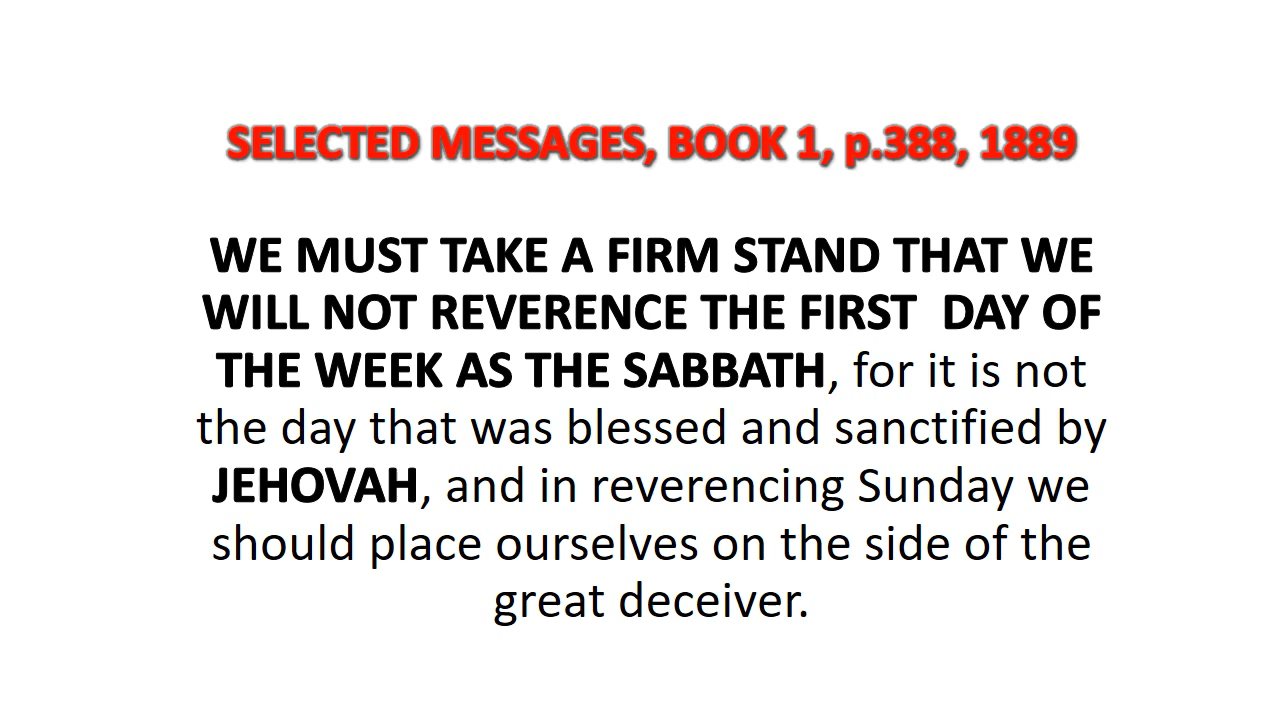 SELECTED MESSAGES, BOOK 1, p.388, 1889
WE MUST TAKE A FIRM STAND THAT WE
WILL NOT REVERENCE THE FIRST  DAY OF
THE WEEK AS THE SABBATH, for it is not
the day that was blessed and sanctified by
JEHOVAH, and in reverencing Sunday we
should place ourselves on the side of the
great deceiver.